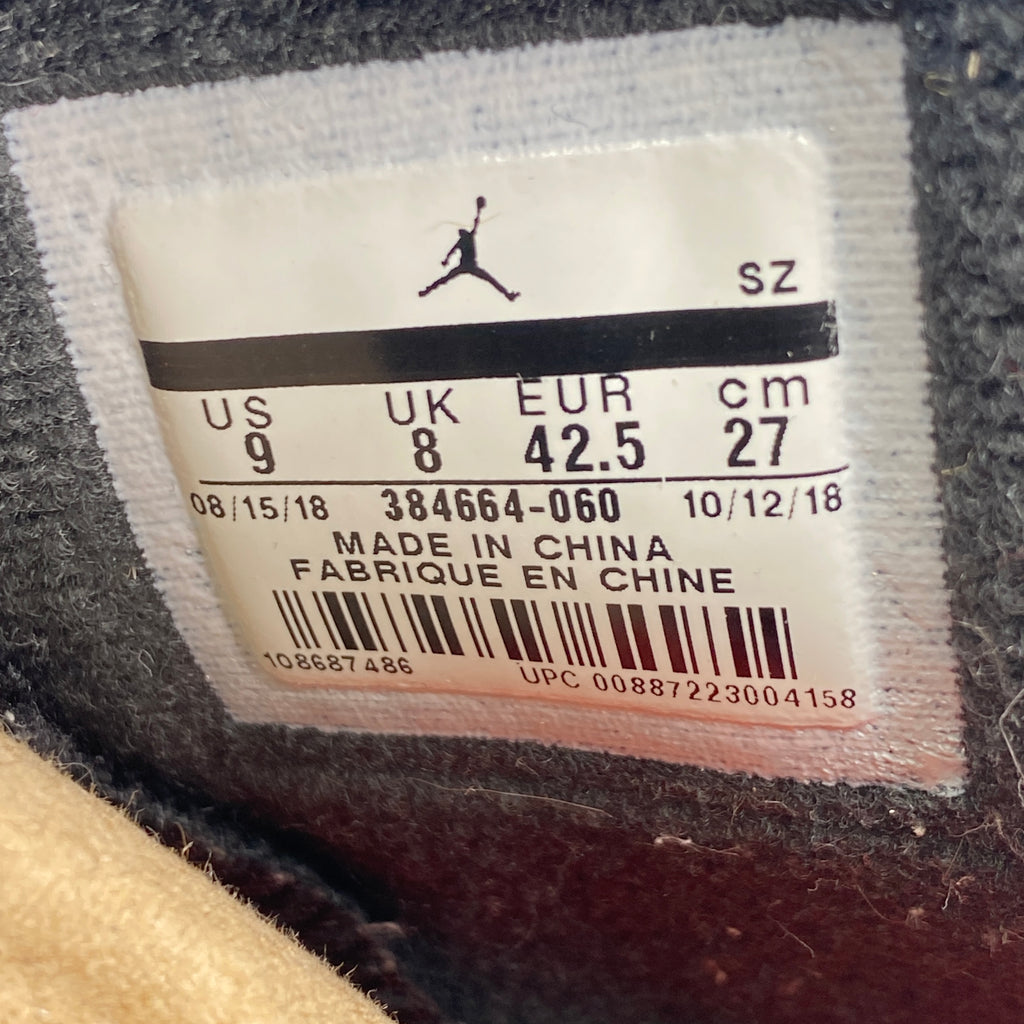 SZ
US UK EUR cm
9 8 42.5 27
08/15/18 384664-060 10/12/18
MADE IN CHINA
FABRIQUE EN CHINE
108687486 UPC 00887223004158